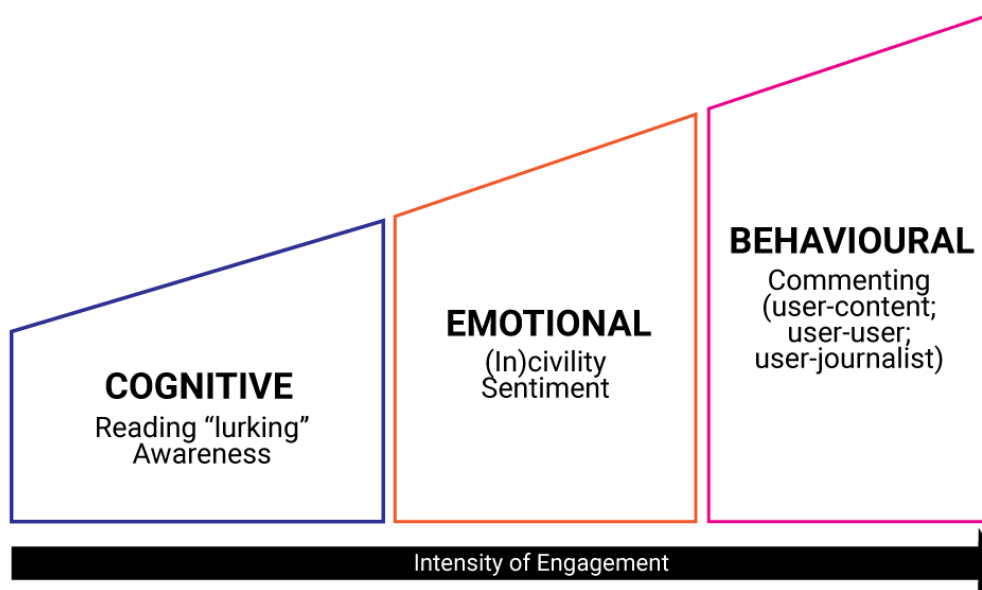 COGNITIVE
Reading “lurking”
Awareness
EMOTIONAL
(In)civility
Sentiment
BEHAVIOURAL
Commenting
(user-content;
user-user;
user-journalist)
Intensity of Engagement